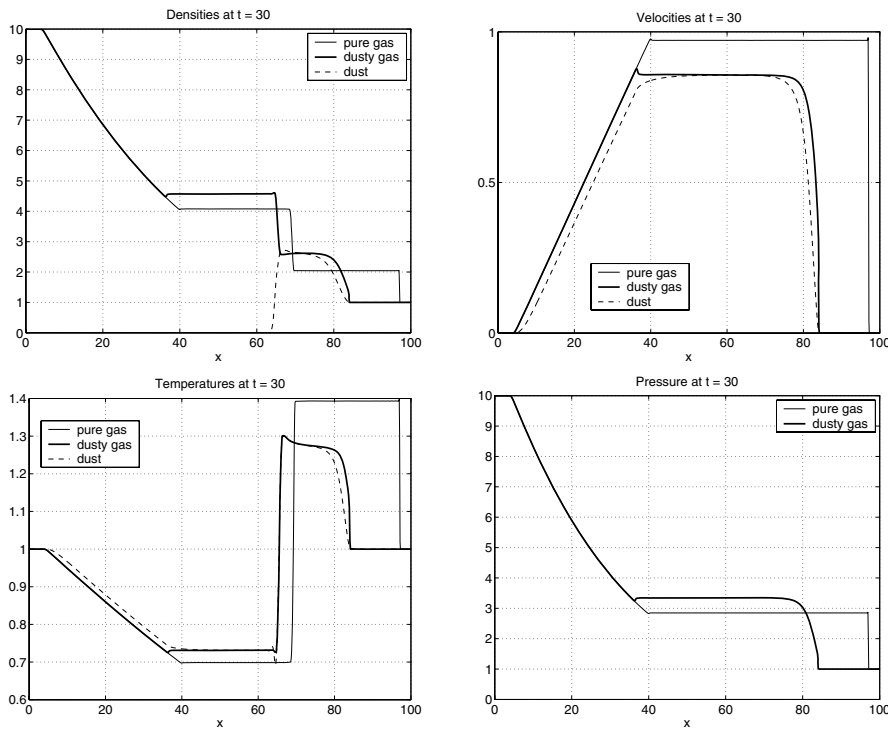 Densities at t = 30
10
9
8
7
6
5
4
3
2
1
0
pure gas
dusty gas
dust
0 20 40 60 80 100
x
Velocities at t = 30
1
0.5
0
pure gas
dusty gas
dust
0 20 40 60 80 100
x
Temperatures at t = 30
1.4
1.3
1.2
1.1
1
0.9
0.8
0.7
0.6
pure gas
dusty gas
dust
0 20 40 60 80 100
x
Pressure at t = 30
10
9
8
7
6
5
4
3
2
1
0
pure gas
dusty gas
0 20 40 60 80 100
x